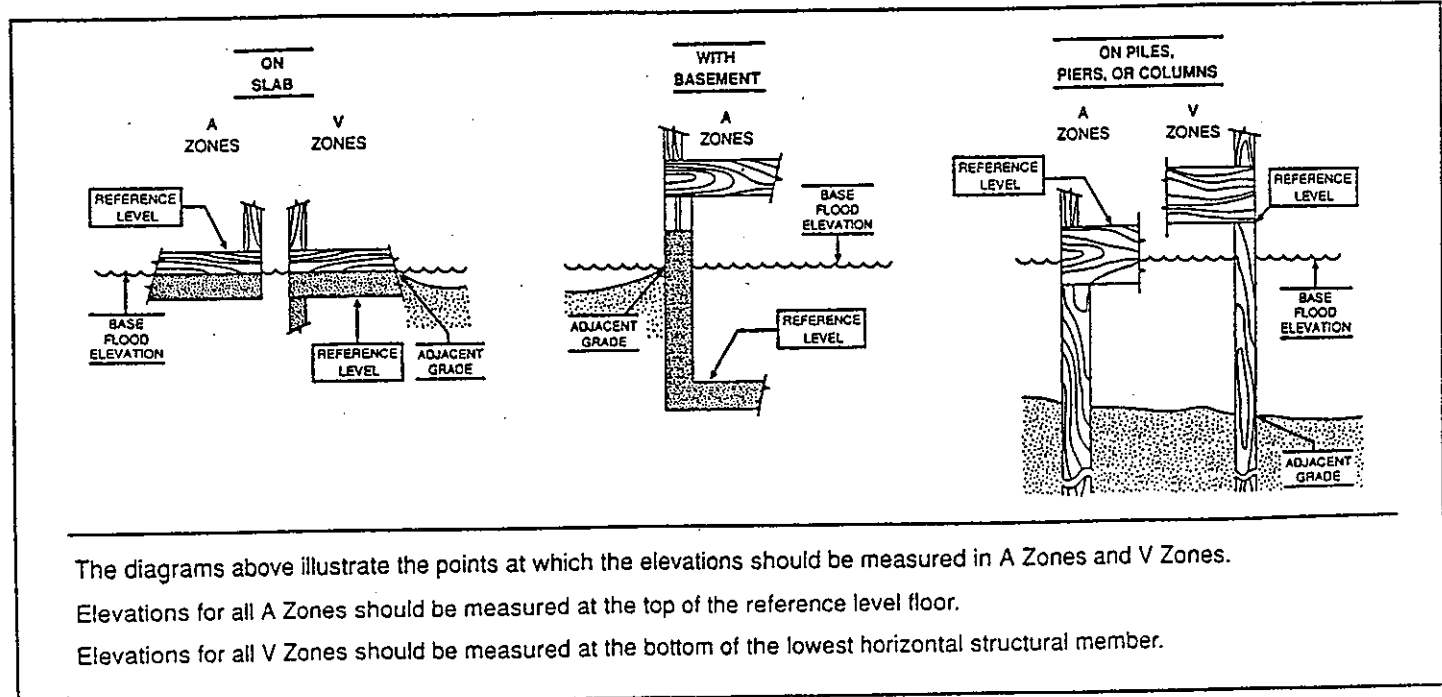 ON
SLAB
A
ZONES
V
ZONES
REFERENCE
LEVEL
BASE
FLOOD
ELEVATION
REFERENCE
LEVEL
ADJACENT
GRADE
WITH
BASEMENT
A
ZONES
BASE
FLOOD
ELEVATION
ADJACENT
GRADE
REFERENCE
LEVEL
ON PILES,
PIERS, OR COLUMNS
A
ZONES
V
ZONES
REFERENCE
LEVEL
REFERENCE
LEVEL
BASE
FLOOD
ELEVATION
ADJACENT
GRADE
The diagrams above illustrate the points at which the elevations should be measured in A Zones and V Zones.
Elevations for all A Zones should be measured at the top of the reference level floor.
Elevations for all V Zones should be measured at the bottom of the lowest horizontal structural member.